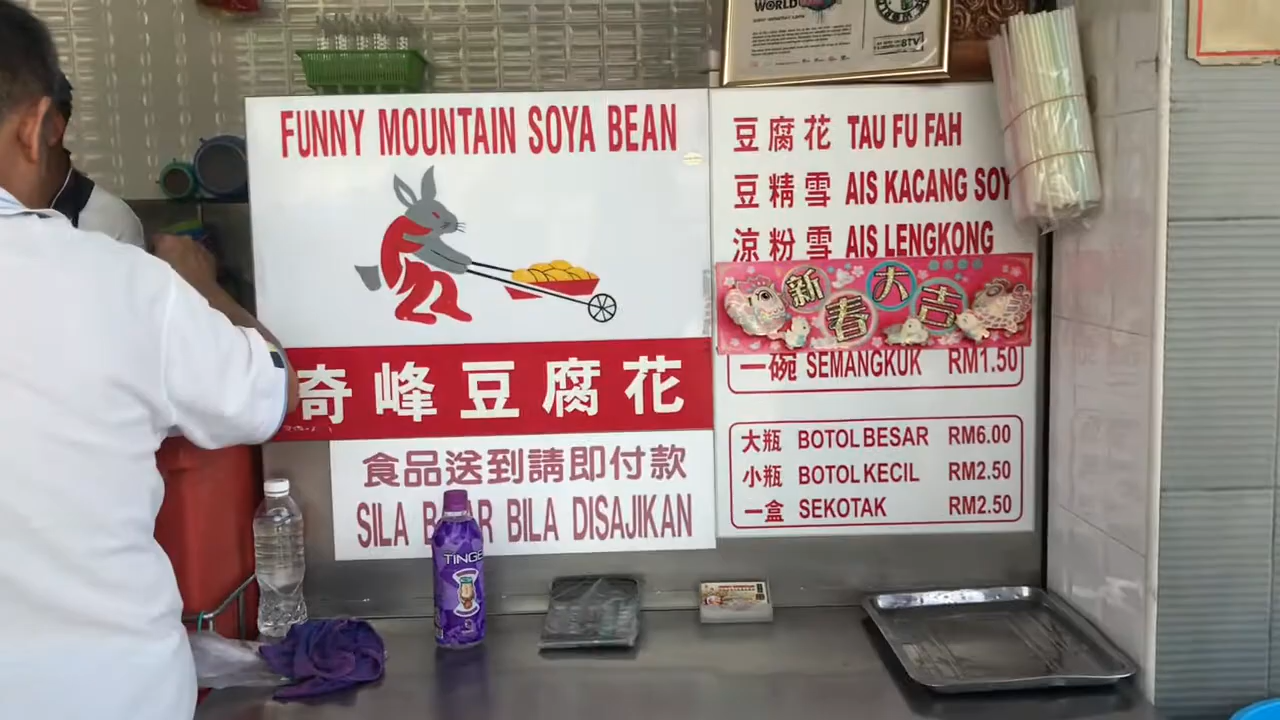 WORLD
8TV
FUNNY MOUNTAIN SOYA BEAN
奇峰豆腐花
食品送到請即付款
SILA B AR BILA DISAJIKAN
豆腐花 TAU FU FAH
豆精雪 AIS KACANG SOY
涼粉雪 AIS LENGKONG
新春大吉
一碗 SEMANGKUK RM1.50
大瓶 BOTOL BESAR RM6.00
小瓶 BOTOL KECIL RM2.50
一盒 SEKOTAK RM2.50
TINGE